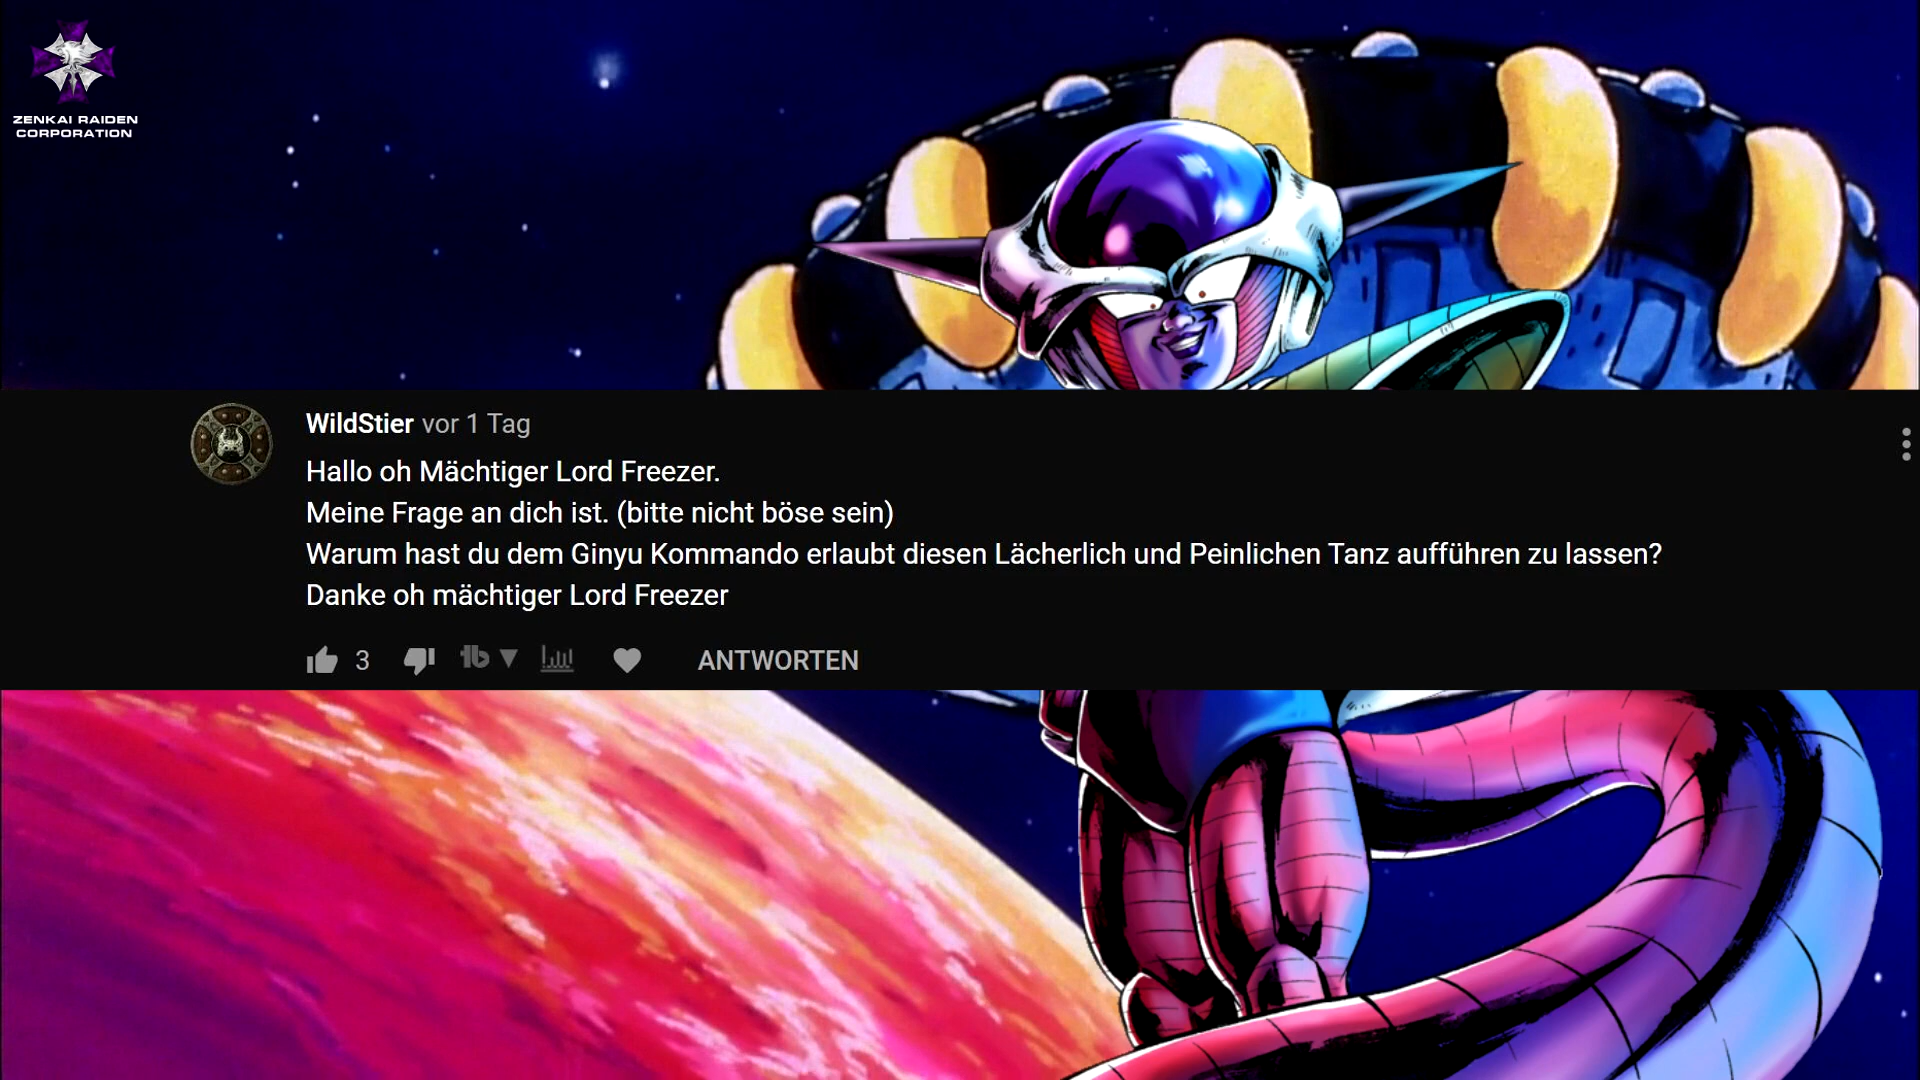 ZENKAI RAIDEN
CORPORATION
WildStier vor 1 Tag
Hallo oh Mächtiger Lord Freezer.
Meine Frage an dich ist. (bitte nicht böse sein)
Warum hast du dem Ginyu Kommando erlaubt diesen Lächerlich und Peinlichen Tanz aufführen zu lassen?
Danke oh mächtiger Lord Freezer
3 tb ANTWORTEN